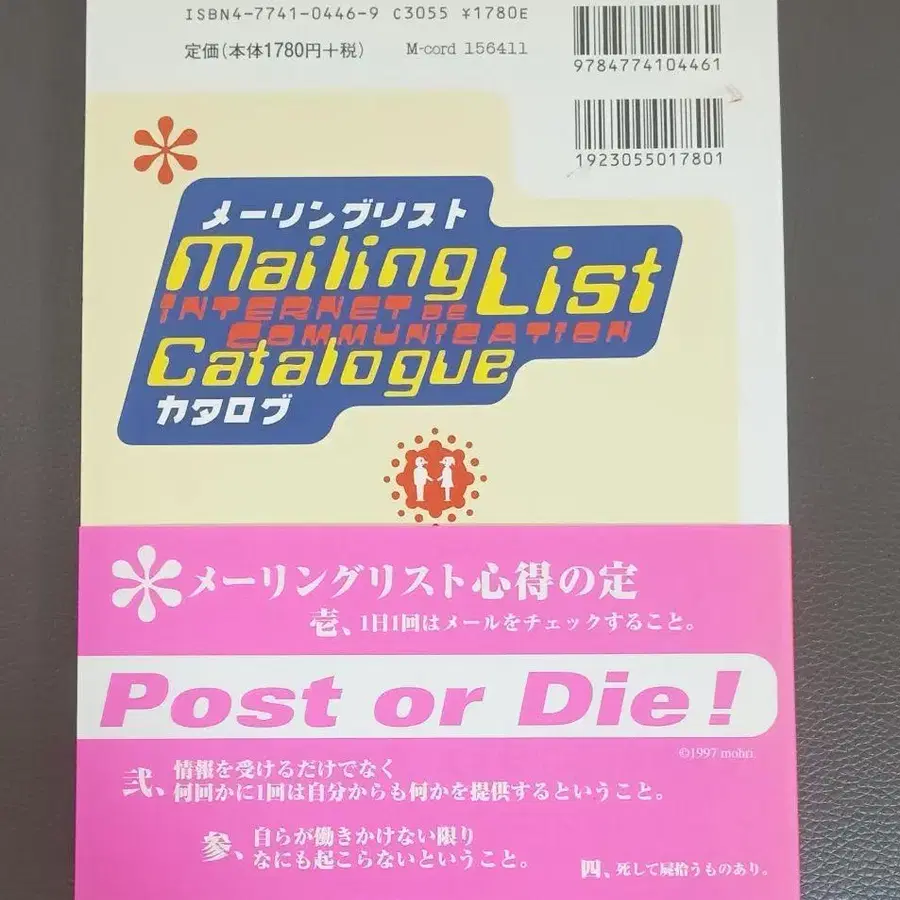 ISBN4-7741-0446-9 C3055 ¥1780E
定価(本体1780円+税) M-cord 156411
9784774104461
1923055017801
メーリングリスト
Mailing List
INTERNET DE
COMMUNICATION
Catalogue
カタログ
メーリングリスト心得の定
壱、1日1回はメールをチェックすること。
Post or Die!
©1997 mohri
弐、情報を受けるだけでなく
何回かに1回は自分からも何かを提供するということ。
参、自らが働きかけない限り
なにも起こらないということ。
四、死して屍拾うものあり。